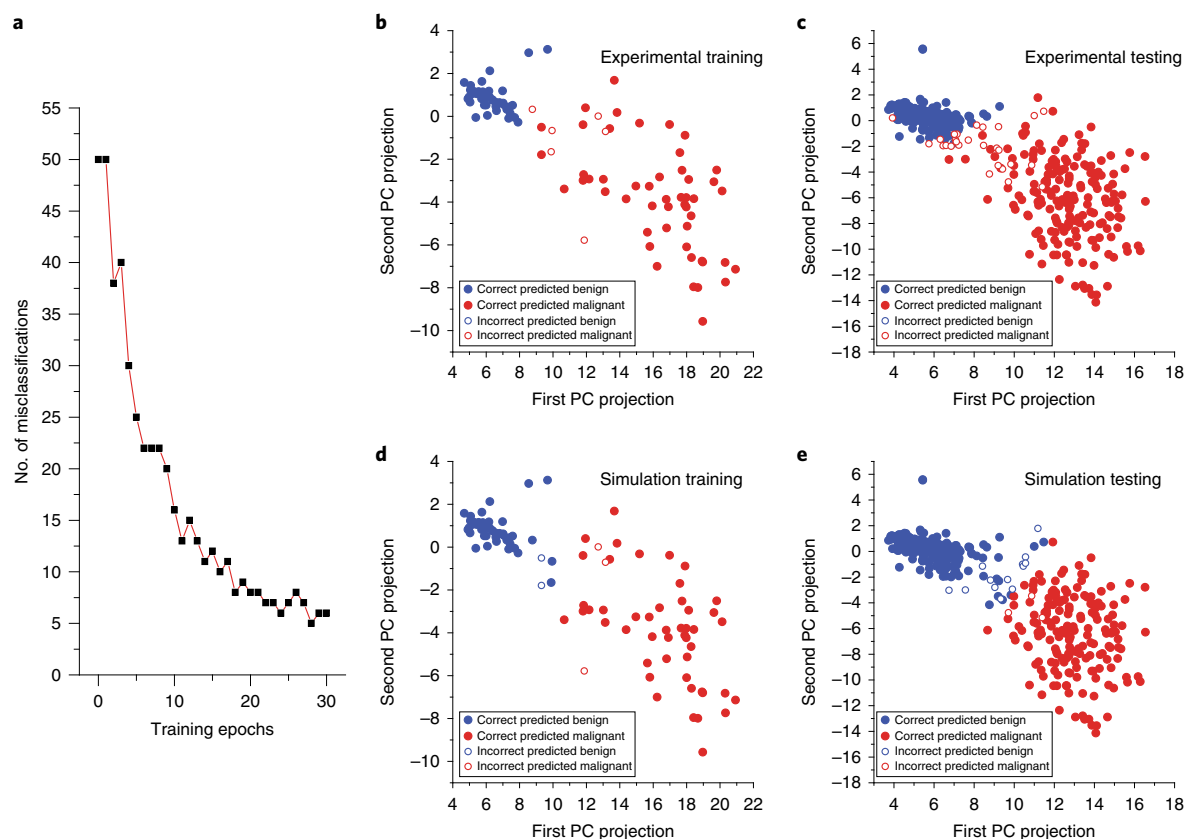 a
55
50
45
40
35
30
25
20
15
10
5
0
0
10
20
30
No. of misclassifications
Training epochs
b
Experimental training
4
2
0
−2
−4
−6
−8
−10
Second PC projection
Correct predicted benign
Correct predicted malignant
Incorrect predicted benign
Incorrect predicted malignant
4 6 8 10 12 14 16 18 20 22
First PC projection
c
Experimental testing
6
4
2
0
−2
−4
−6
−8
−10
−12
−14
−16
−18
Second PC projection
Correct predicted benign
Correct predicted malignant
Incorrect predicted benign
Incorrect predicted malignant
4 6 8 10 12 14 16 18
First PC projection
d
Simulation training
4
2
0
−2
−4
−6
−8
−10
Second PC projection
Correct predicted benign
Correct predicted malignant
Incorrect predicted benign
Incorrect predicted malignant
4 6 8 10 12 14 16 18 20 22
First PC projection
e
Simulation testing
6
4
2
0
−2
−4
−6
−8
−10
−12
−14
−16
−18
Second PC projection
Correct predicted benign
Correct predicted malignant
Incorrect predicted benign
Incorrect predicted malignant
4 6 8 10 12 14 16 18
First PC projection